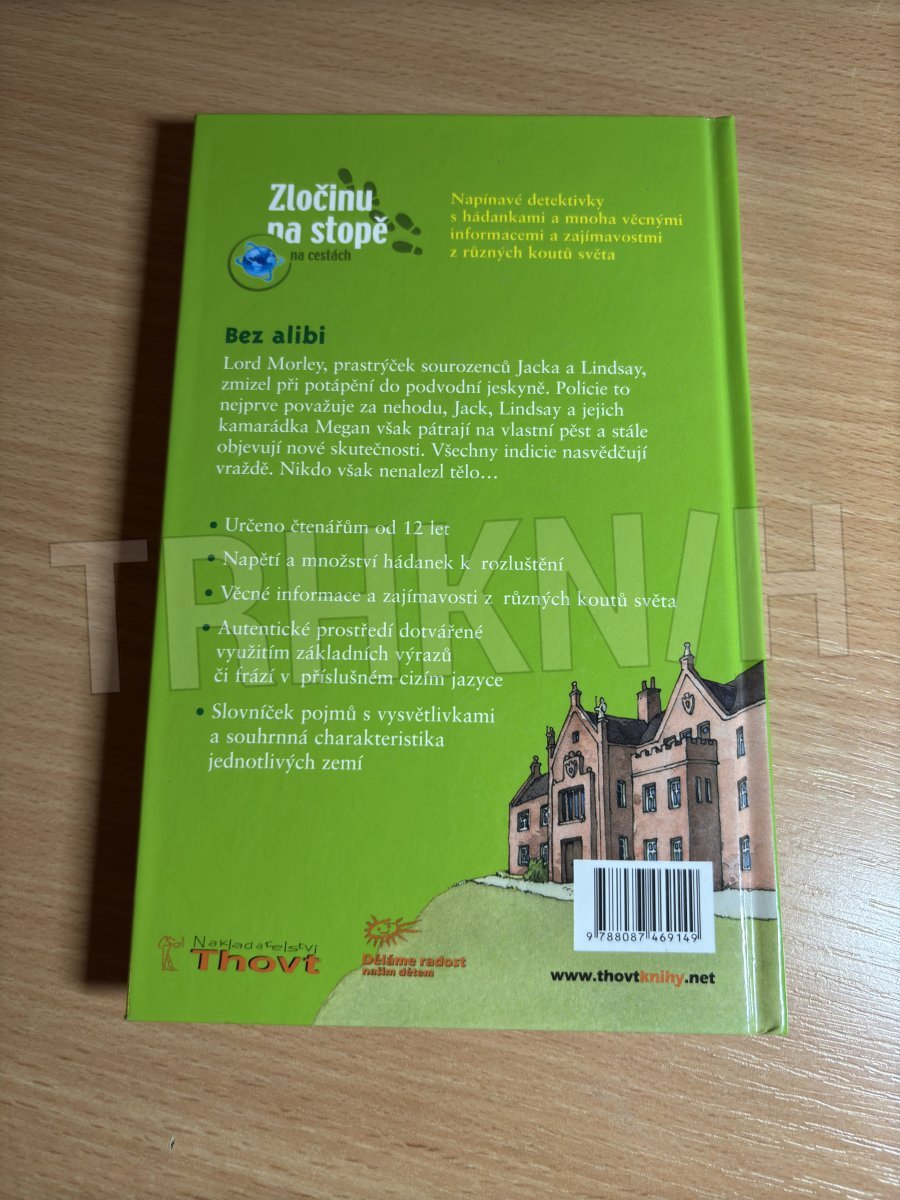 Zločinu
na stopě
na cestách
Napínavé detektivky
s hádankami a mnoha věcnými
informacemi a zajímavostmi
z různých koutů světa
Bez alibi
Lord Morley, prastrýček sourozenců Jacka a Lindsay,
zmizel při potápění do podvodní jeskyně. Policie to
nejprve považuje za nehodu, Jack, Lindsay a jejich
kamarádka Megan však pátrají na vlastní pěst a stále
objevují nové skutečnosti. Všechny indicie nasvědčují
vraždě. Nikdo však nenalezl tělo…
• Určeno čtenářům od 12 let
• Napětí a množství hádanek k rozluštění
• Věcné informace a zajímavosti z různých koutů světa
• Autentické prostředí dotvářené
využitím základních výrazů
či frází v příslušném cizím jazyce
• Slovníček pojmů s vysvětlivkami
a souhrnná charakteristika
jednotlivých zemí
TRHKNIH
Nakladatelství
Thovt
Děláme radost
našim dětem
9 788087 469149
www.thovtknihy.net